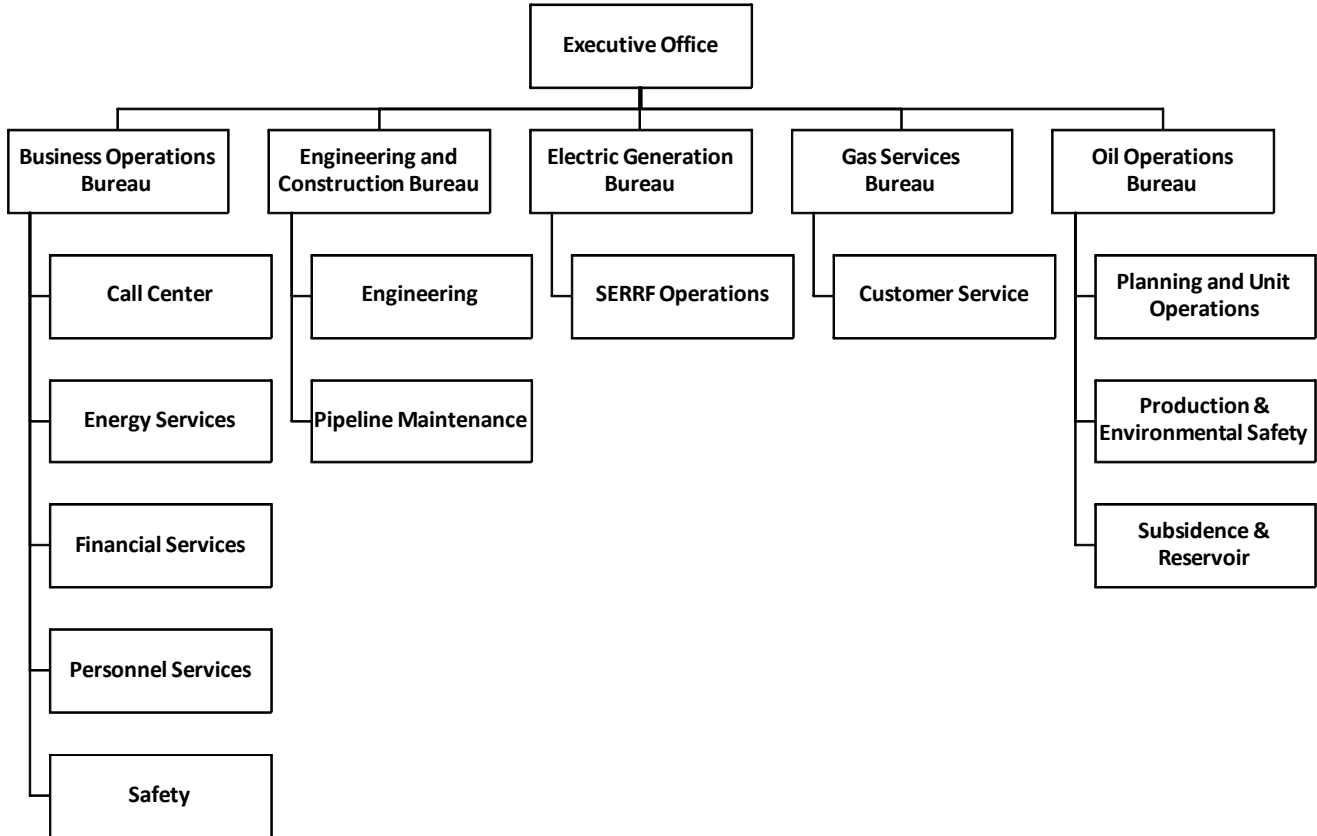 Executive Office
Business Operations
Bureau
Engineering and
Construction Bureau
Electric Generation
Bureau
Gas Services
Bureau
Oil Operations
Bureau
Call Center
Energy Services
Financial Services
Personnel Services
Safety
Engineering
Pipeline Maintenance
SERRF Operations
Customer Service
Planning and Unit
Operations
Production &
Environmental Safety
Subsidence &
Reservoir